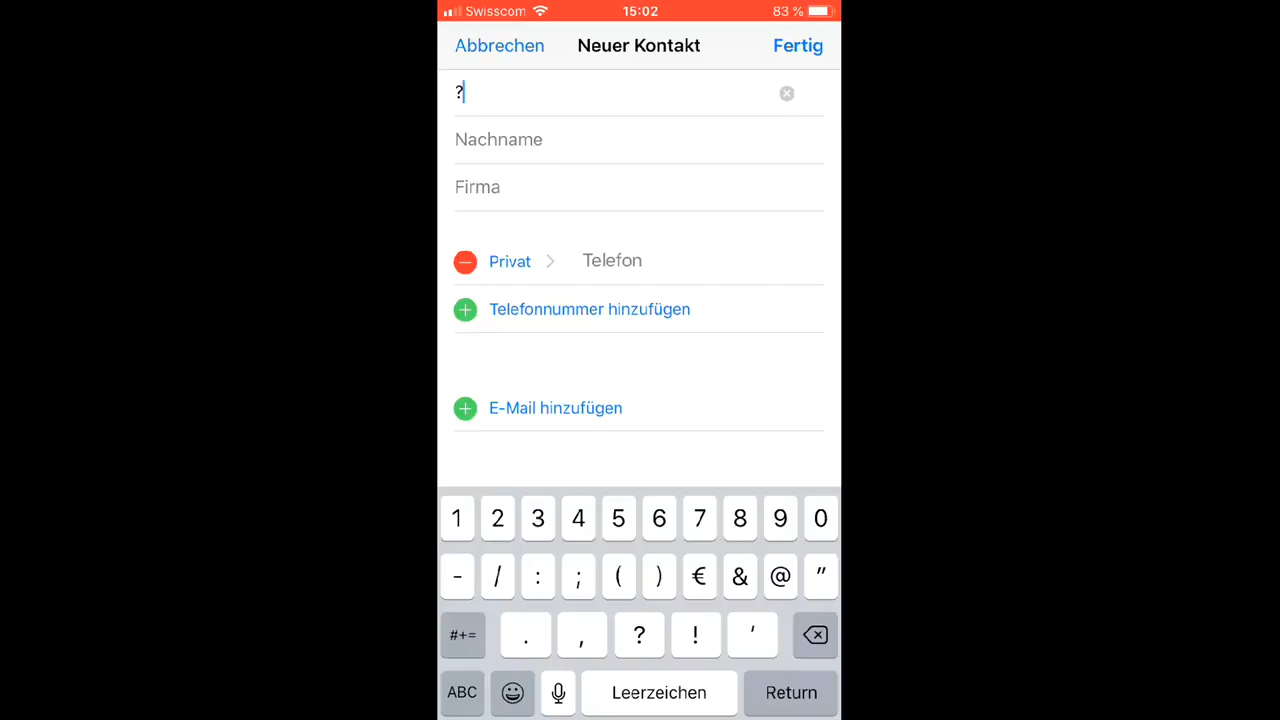 Swisscom 15:02 83 %
Abbrechen Neuer Kontakt Fertig
?
Nachname
Firma
Privat Telefon
Telefonnummer hinzufügen
E-Mail hinzufügen
1 2 3 4 5 6 7 8 9 0
- / : ; ( ) € & @ "
#+= . , ? ! '
ABC Leerzeichen Return